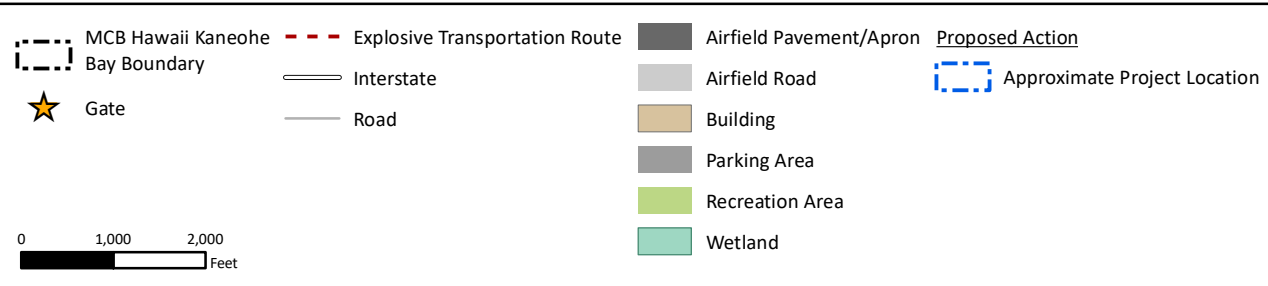 MCB Hawaii Kaneohe
Bay Boundary
Gate
0 1,000 2,000
Feet
Explosive Transportation Route
Interstate
Road
Airfield Pavement/Apron
Airfield Road
Building
Parking Area
Recreation Area
Wetland
Proposed Action
Approximate Project Location